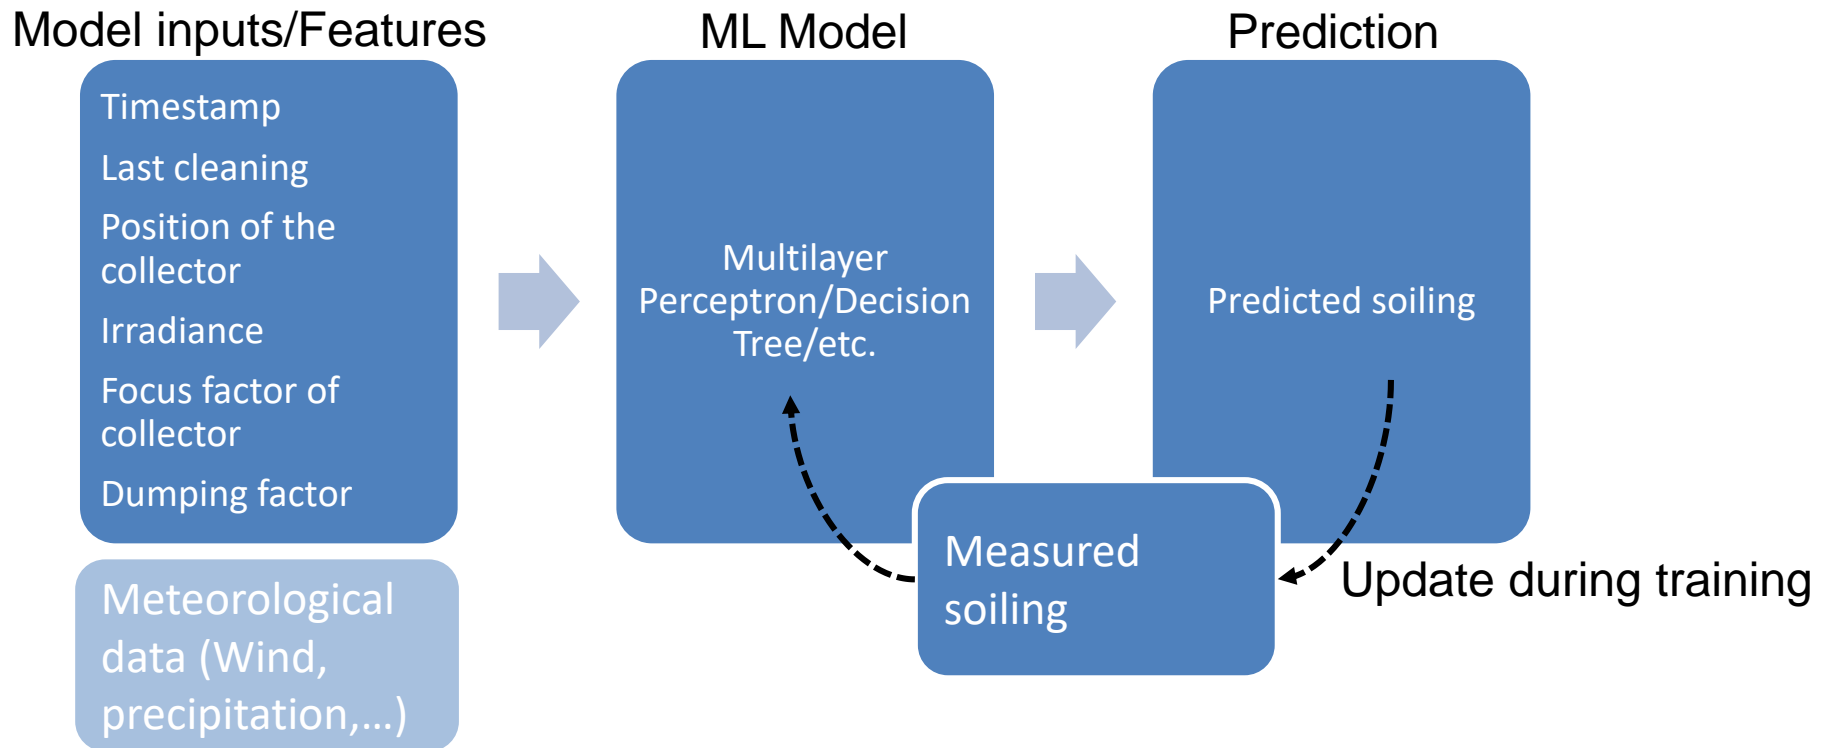 Model inputs/Features
Timestamp
Last cleaning
Position of the
collector
Irradiance
Focus factor of
collector
Dumping factor
Meteorological
data (Wind,
precipitation,...)
ML Model
Multilayer
Perceptron/Decision
Tree/etc.
Prediction
Predicted soiling
Measured
soiling
Update during training